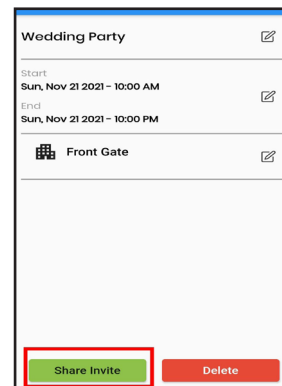 Wedding Party
Start
Sun, Nov 21 2021 - 10:00 AM
End
Sun, Nov 21 2021 - 10:00 PM
Front Gate
Share Invite
Delete